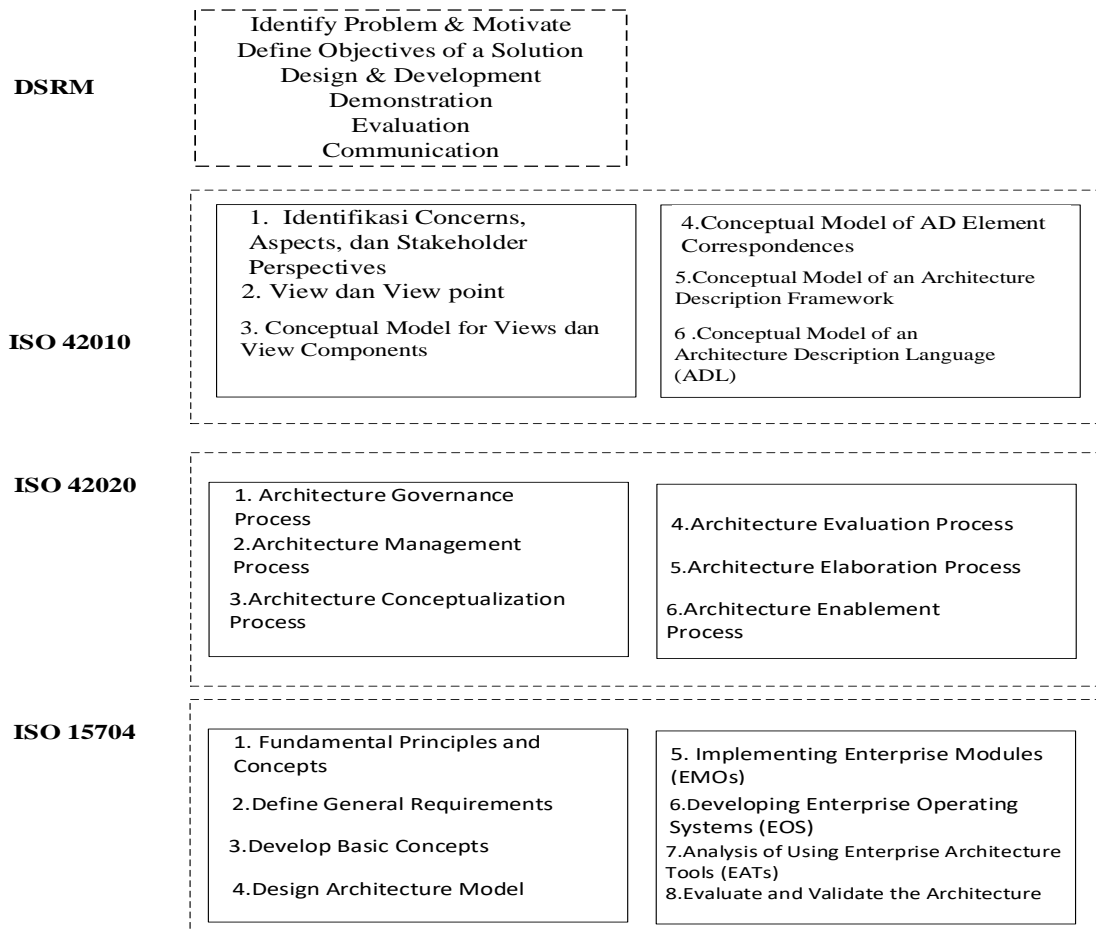 DSRM
Identify Problem & Motivate
Define Objectives of a Solution
Design & Development
Demonstration
Evaluation
Communication
ISO 42010
1. Identifikasi Concerns,
Aspects, dan Stakeholder
Perspectives
2. View dan View point
3. Conceptual Model for Views dan
View Components
4.Conceptual Model of AD Element
Correspondences
5.Conceptual Model of an Architecture
Description Framework
6 .Conceptual Model of an
Architecture Description Language
(ADL)
ISO 42020
1. Architecture Governance
Process
2.Architecture Management
Process
3.Architecture Conceptualization
Process
4.Architecture Evaluation Process
5.Architecture Elaboration Process
6.Architecture Enablement
Process
ISO 15704
1. Fundamental Principles and
Concepts
2.Define General Requirements
3.Develop Basic Concepts
4.Design Architecture Model
5. Implementing Enterprise Modules
(EMOs)
6.Developing Enterprise Operating
Systems (EOS)
7.Analysis of Using Enterprise Architecture
Tools (EATs)
8.Evaluate and Validate the Architecture